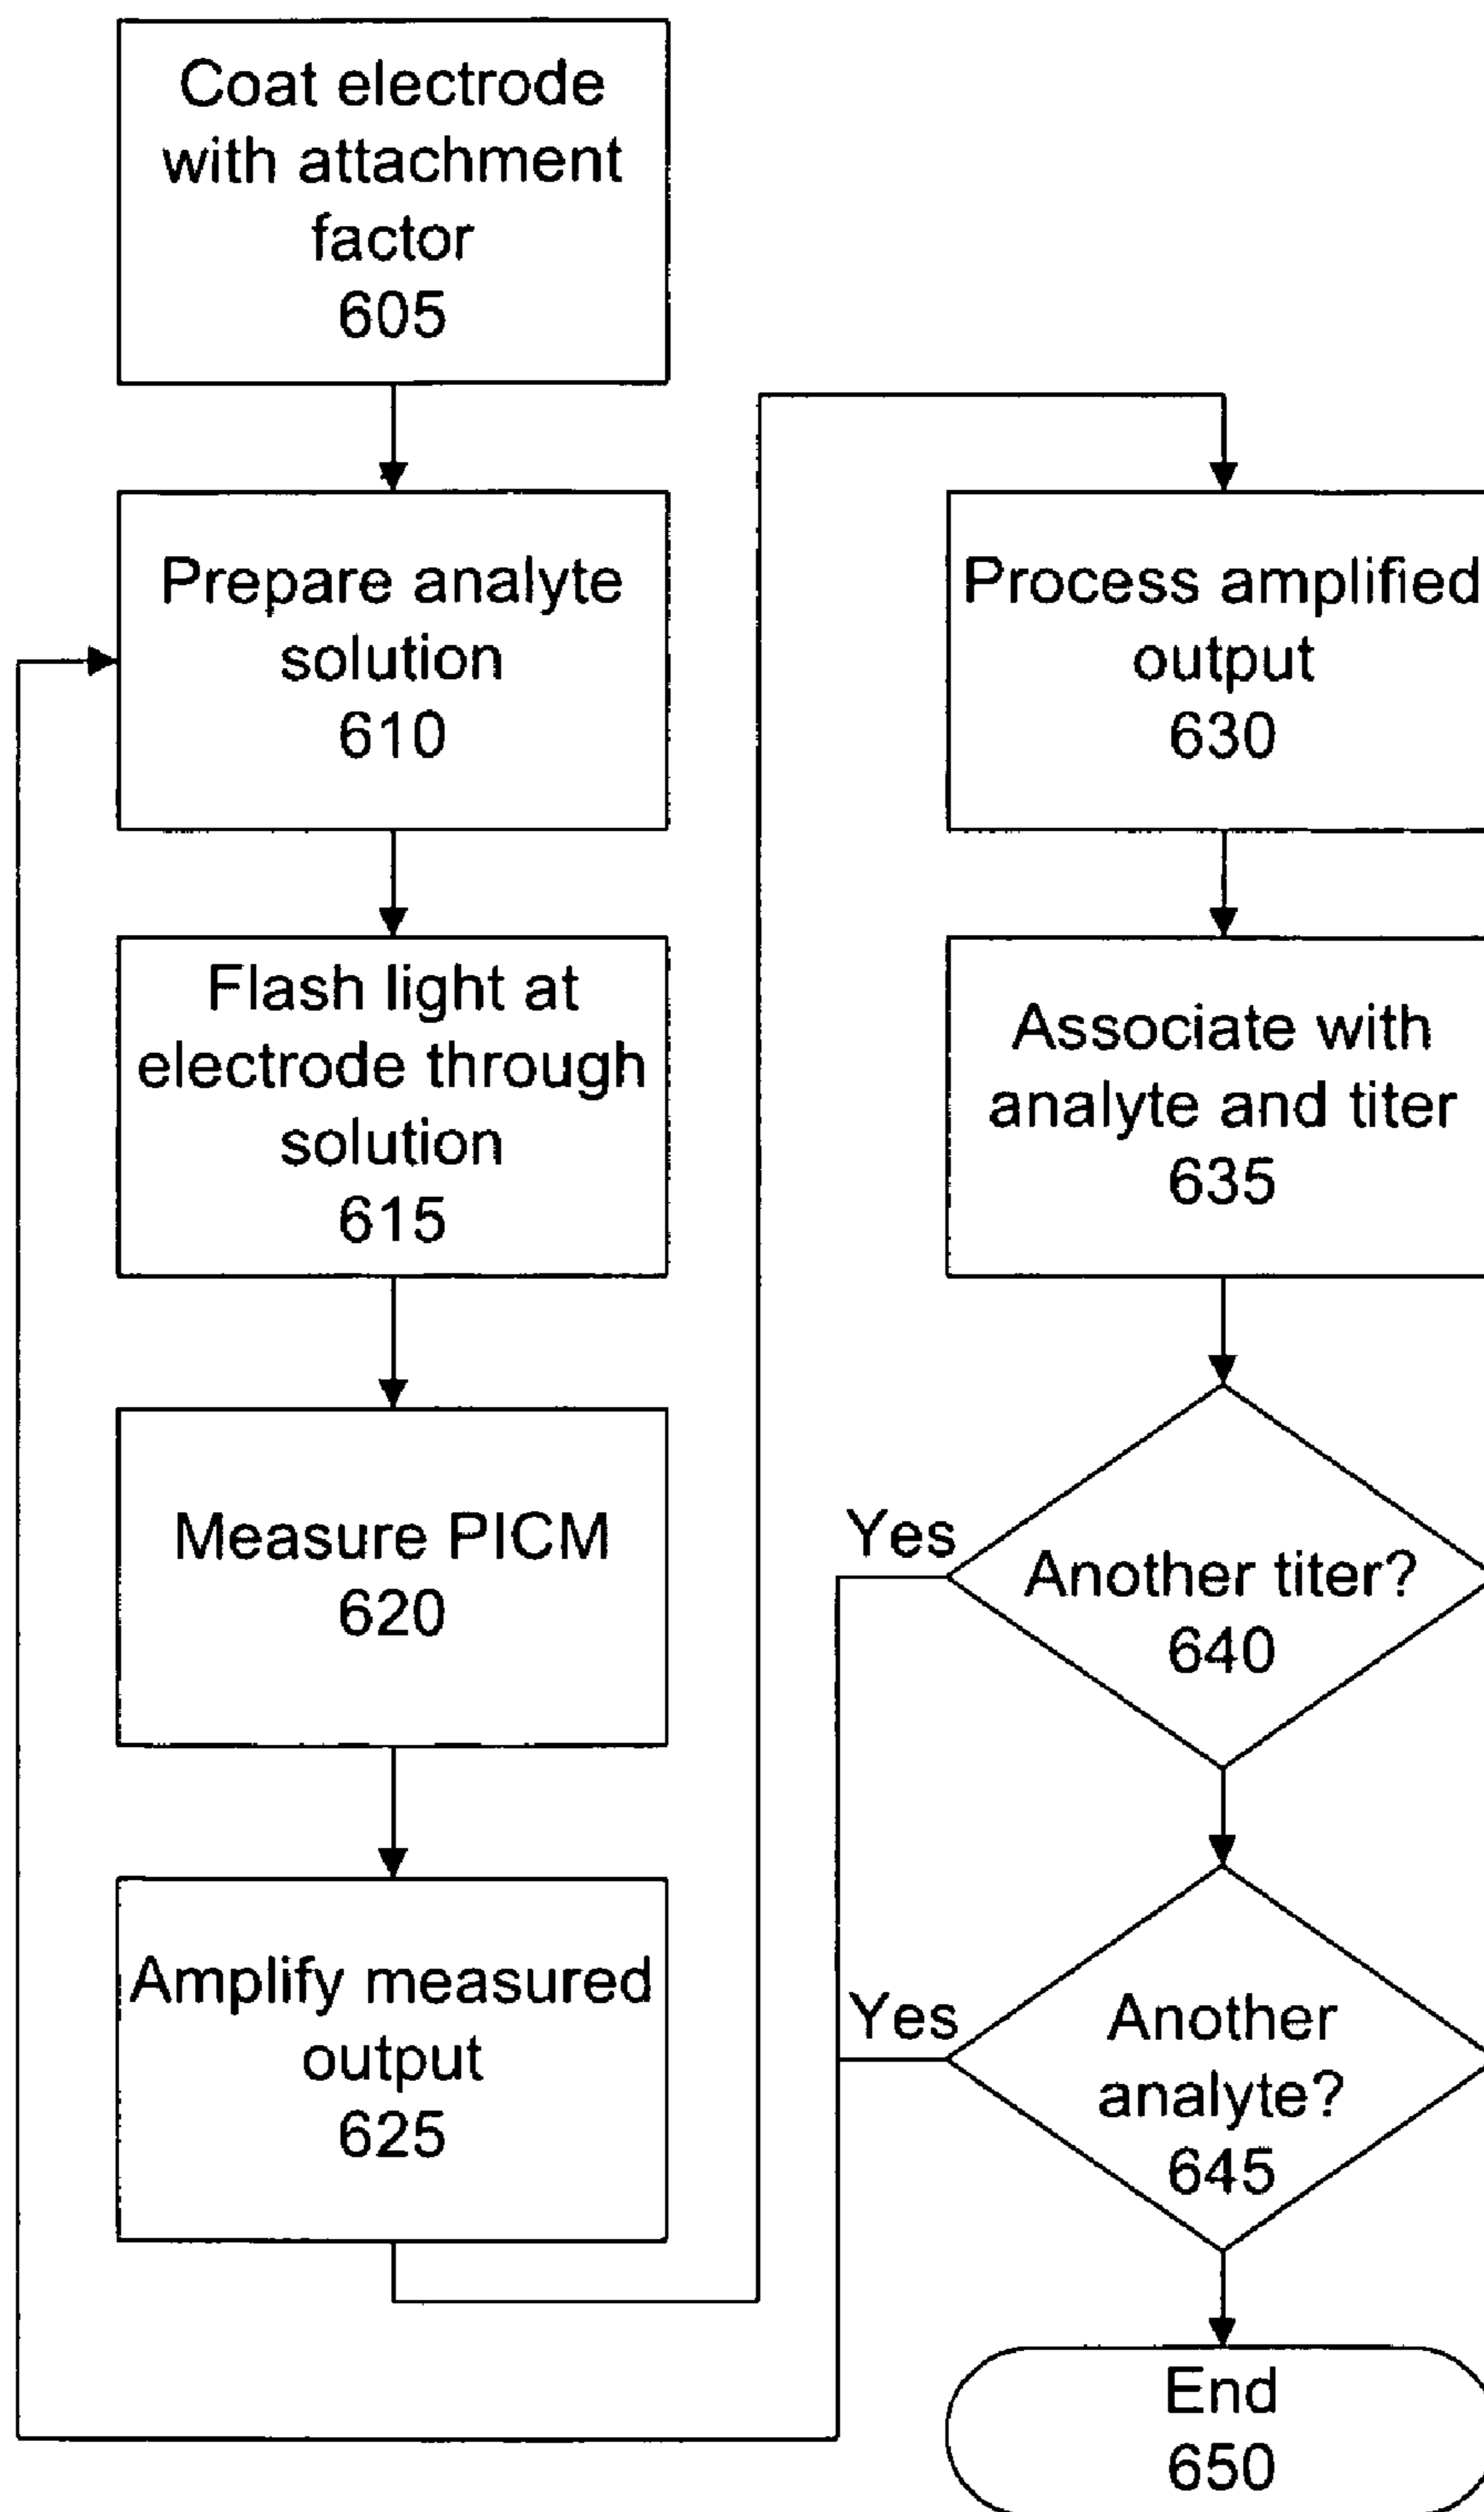 Coat electrode
with attachment
factor
605
Prepare analyte
solution
610
Flash light at
electrode through
solution
615
Measure PICM
620
Amplify measured
output
625
Process amplified
output
630
Associate with
analyte and titer
635
Another titer?
640
Yes
Another
analyte?
645
Yes
End
650